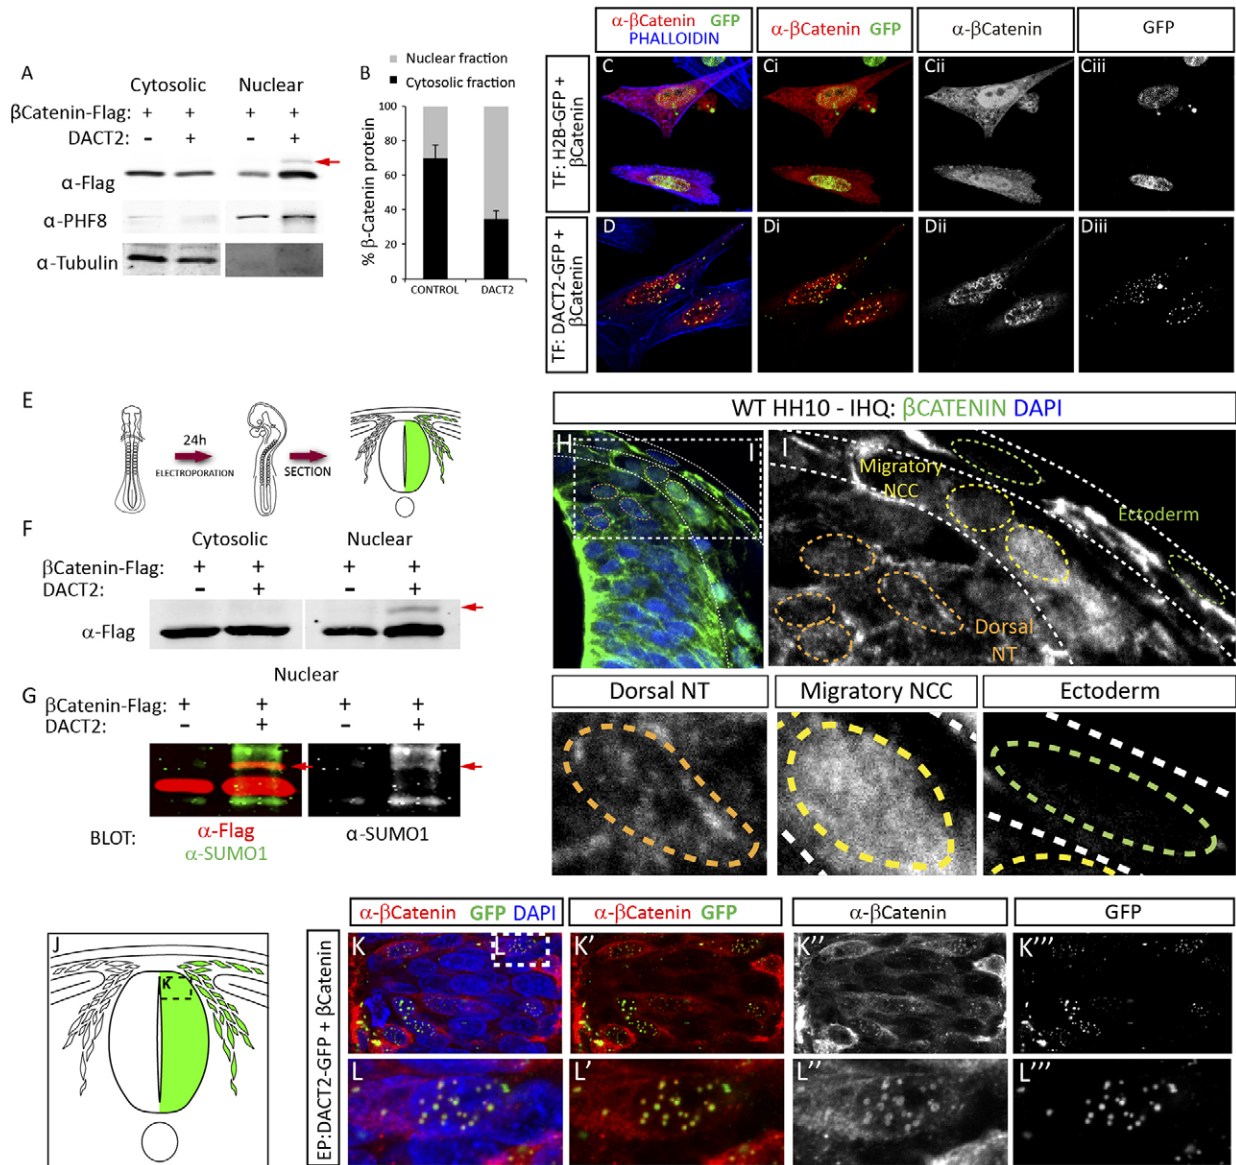 A
Cytosolic Nuclear
βCatenin-Flag: + + + +
DACT2: - + - +
α-Flag
α-PHF8
α-Tubulin
B
Nuclear fraction
Cytosolic fraction
% β-Catenin protein
100
80
60
40
20
0
CONTROL DACT2
α-βCatenin GFP
PHALLOIDIN
α-βCatenin GFP
α-βCatenin
GFP
TF: H2B-GFP +
βCatenin
C Ci Cii Ciii
TF: DACT2-GFP +
βCatenin
D Di Dii Diii
E
24h
ELECTROPORATION
SECTION
F
Cytosolic Nuclear
βCatenin-Flag: + + + +
DACT2: - + - +
α-Flag
G
Nuclear
βCatenin-Flag: + + + +
DACT2: - + - +
BLOT:
α-Flag
α-SUMO1
α-SUMO1
WT HH10 - IHQ: βCATENIN DAPI
H I
I
Migratory
NCC
Ectoderm
Dorsal
NT
Dorsal NT
Migratory NCC
Ectoderm
J
K
α-βCatenin GFP DAPI
α-βCatenin GFP
α-βCatenin
GFP
EP:DACT2-GFP + βCatenin
K L K' K'' K'''
L L' L'' L'''